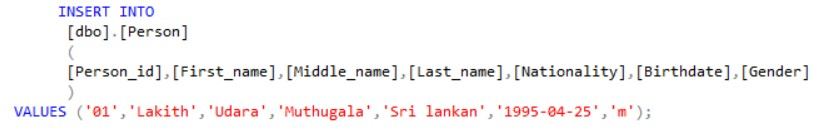 INSERT INTO
[dbo].[Person]
(
[Person_id],[First_name],[Middle_name],[Last_name],[Nationality],[Birthdate],[Gender]
)
VALUES ('01','Lakith','Udara','Muthugala','Sri lankan','1995-04-25','m');